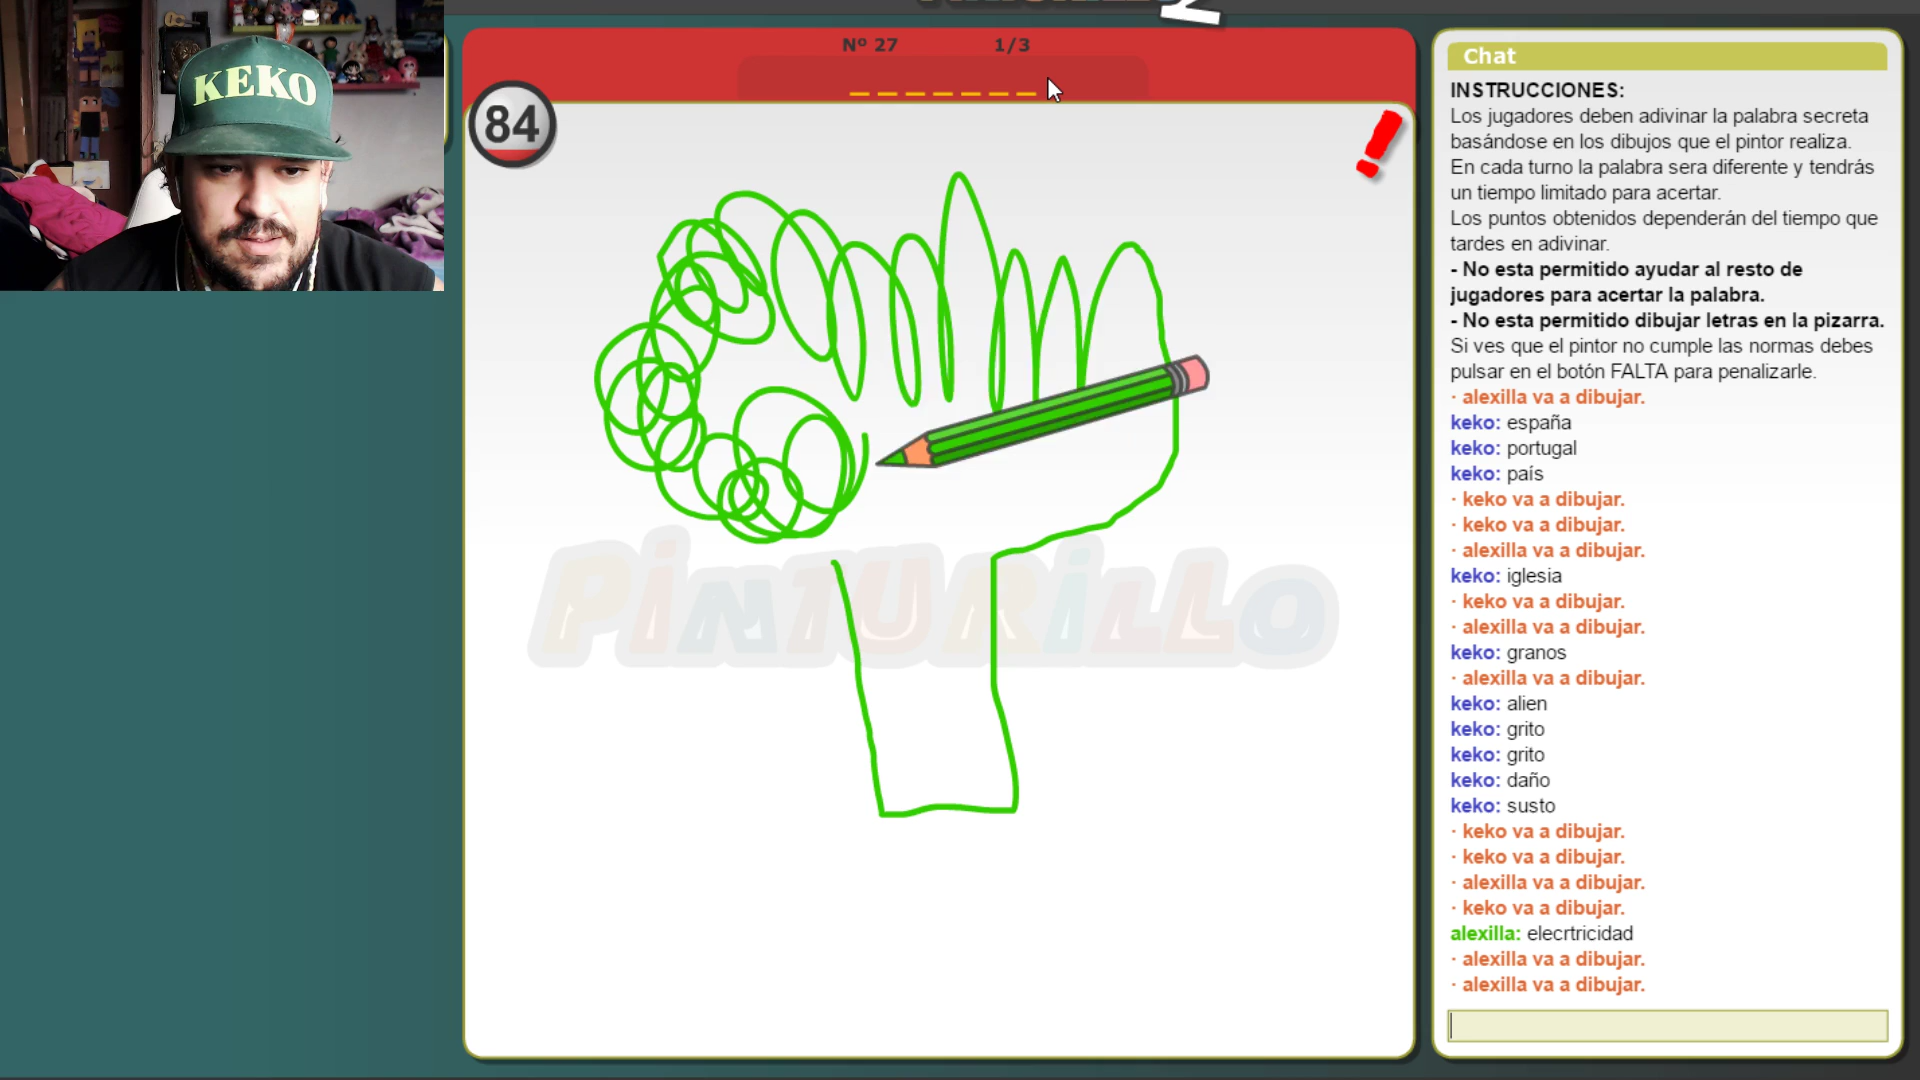 KEKO
Nº 27 1/3
84
PiNTURiLLO
Chat
INSTRUCCIONES:
Los jugadores deben adivinar la palabra secreta
basándose en los dibujos que el pintor realiza.
En cada turno la palabra sera diferente y tendrás
un tiempo limitado para acertar.
Los puntos obtenidos dependerán del tiempo que
tardes en adivinar.
- No esta permitido ayudar al resto de
jugadores para acertar la palabra.
- No esta permitido dibujar letras en la pizarra.
Si ves que el pintor no cumple las normas debes
pulsar en el botón FALTA para penalizarle.
· alexilla va a dibujar.
keko: españa
keko: portugal
keko: país
· keko va a dibujar.
· keko va a dibujar.
· alexilla va a dibujar.
keko: iglesia
· keko va a dibujar.
· alexilla va a dibujar.
keko: granos
· alexilla va a dibujar.
keko: alien
keko: grito
keko: grito
keko: daño
keko: susto
· keko va a dibujar.
· keko va a dibujar.
· alexilla va a dibujar.
· keko va a dibujar.
alexilla: elecrtricidad
· alexilla va a dibujar.
· alexilla va a dibujar.